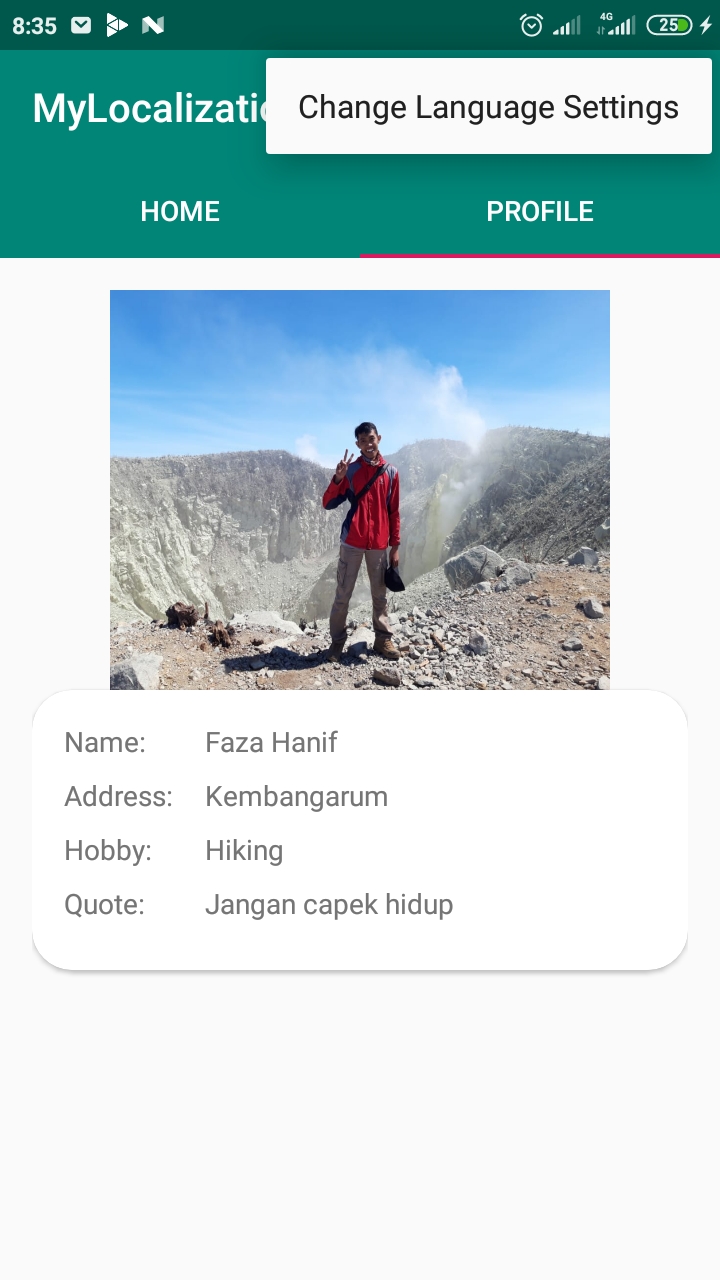 8:35
4G
25
MyLocalizatio
Change Language Settings
HOME
PROFILE
Name: Faza Hanif
Address: Kembangarum
Hobby: Hiking
Quote: Jangan capek hidup